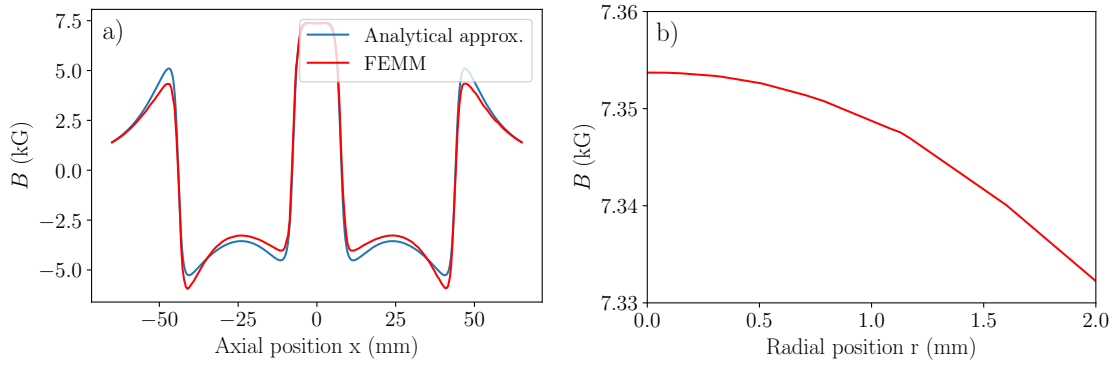 a)
Analytical approx.
FEMM
7.5
5.0
2.5
0.0
−2.5
−5.0
B (kG)
−50
−25
0
25
50
Axial position x (mm)
b)
7.36
7.35
7.34
7.33
B (kG)
0.0
0.5
1.0
1.5
2.0
Radial position r (mm)